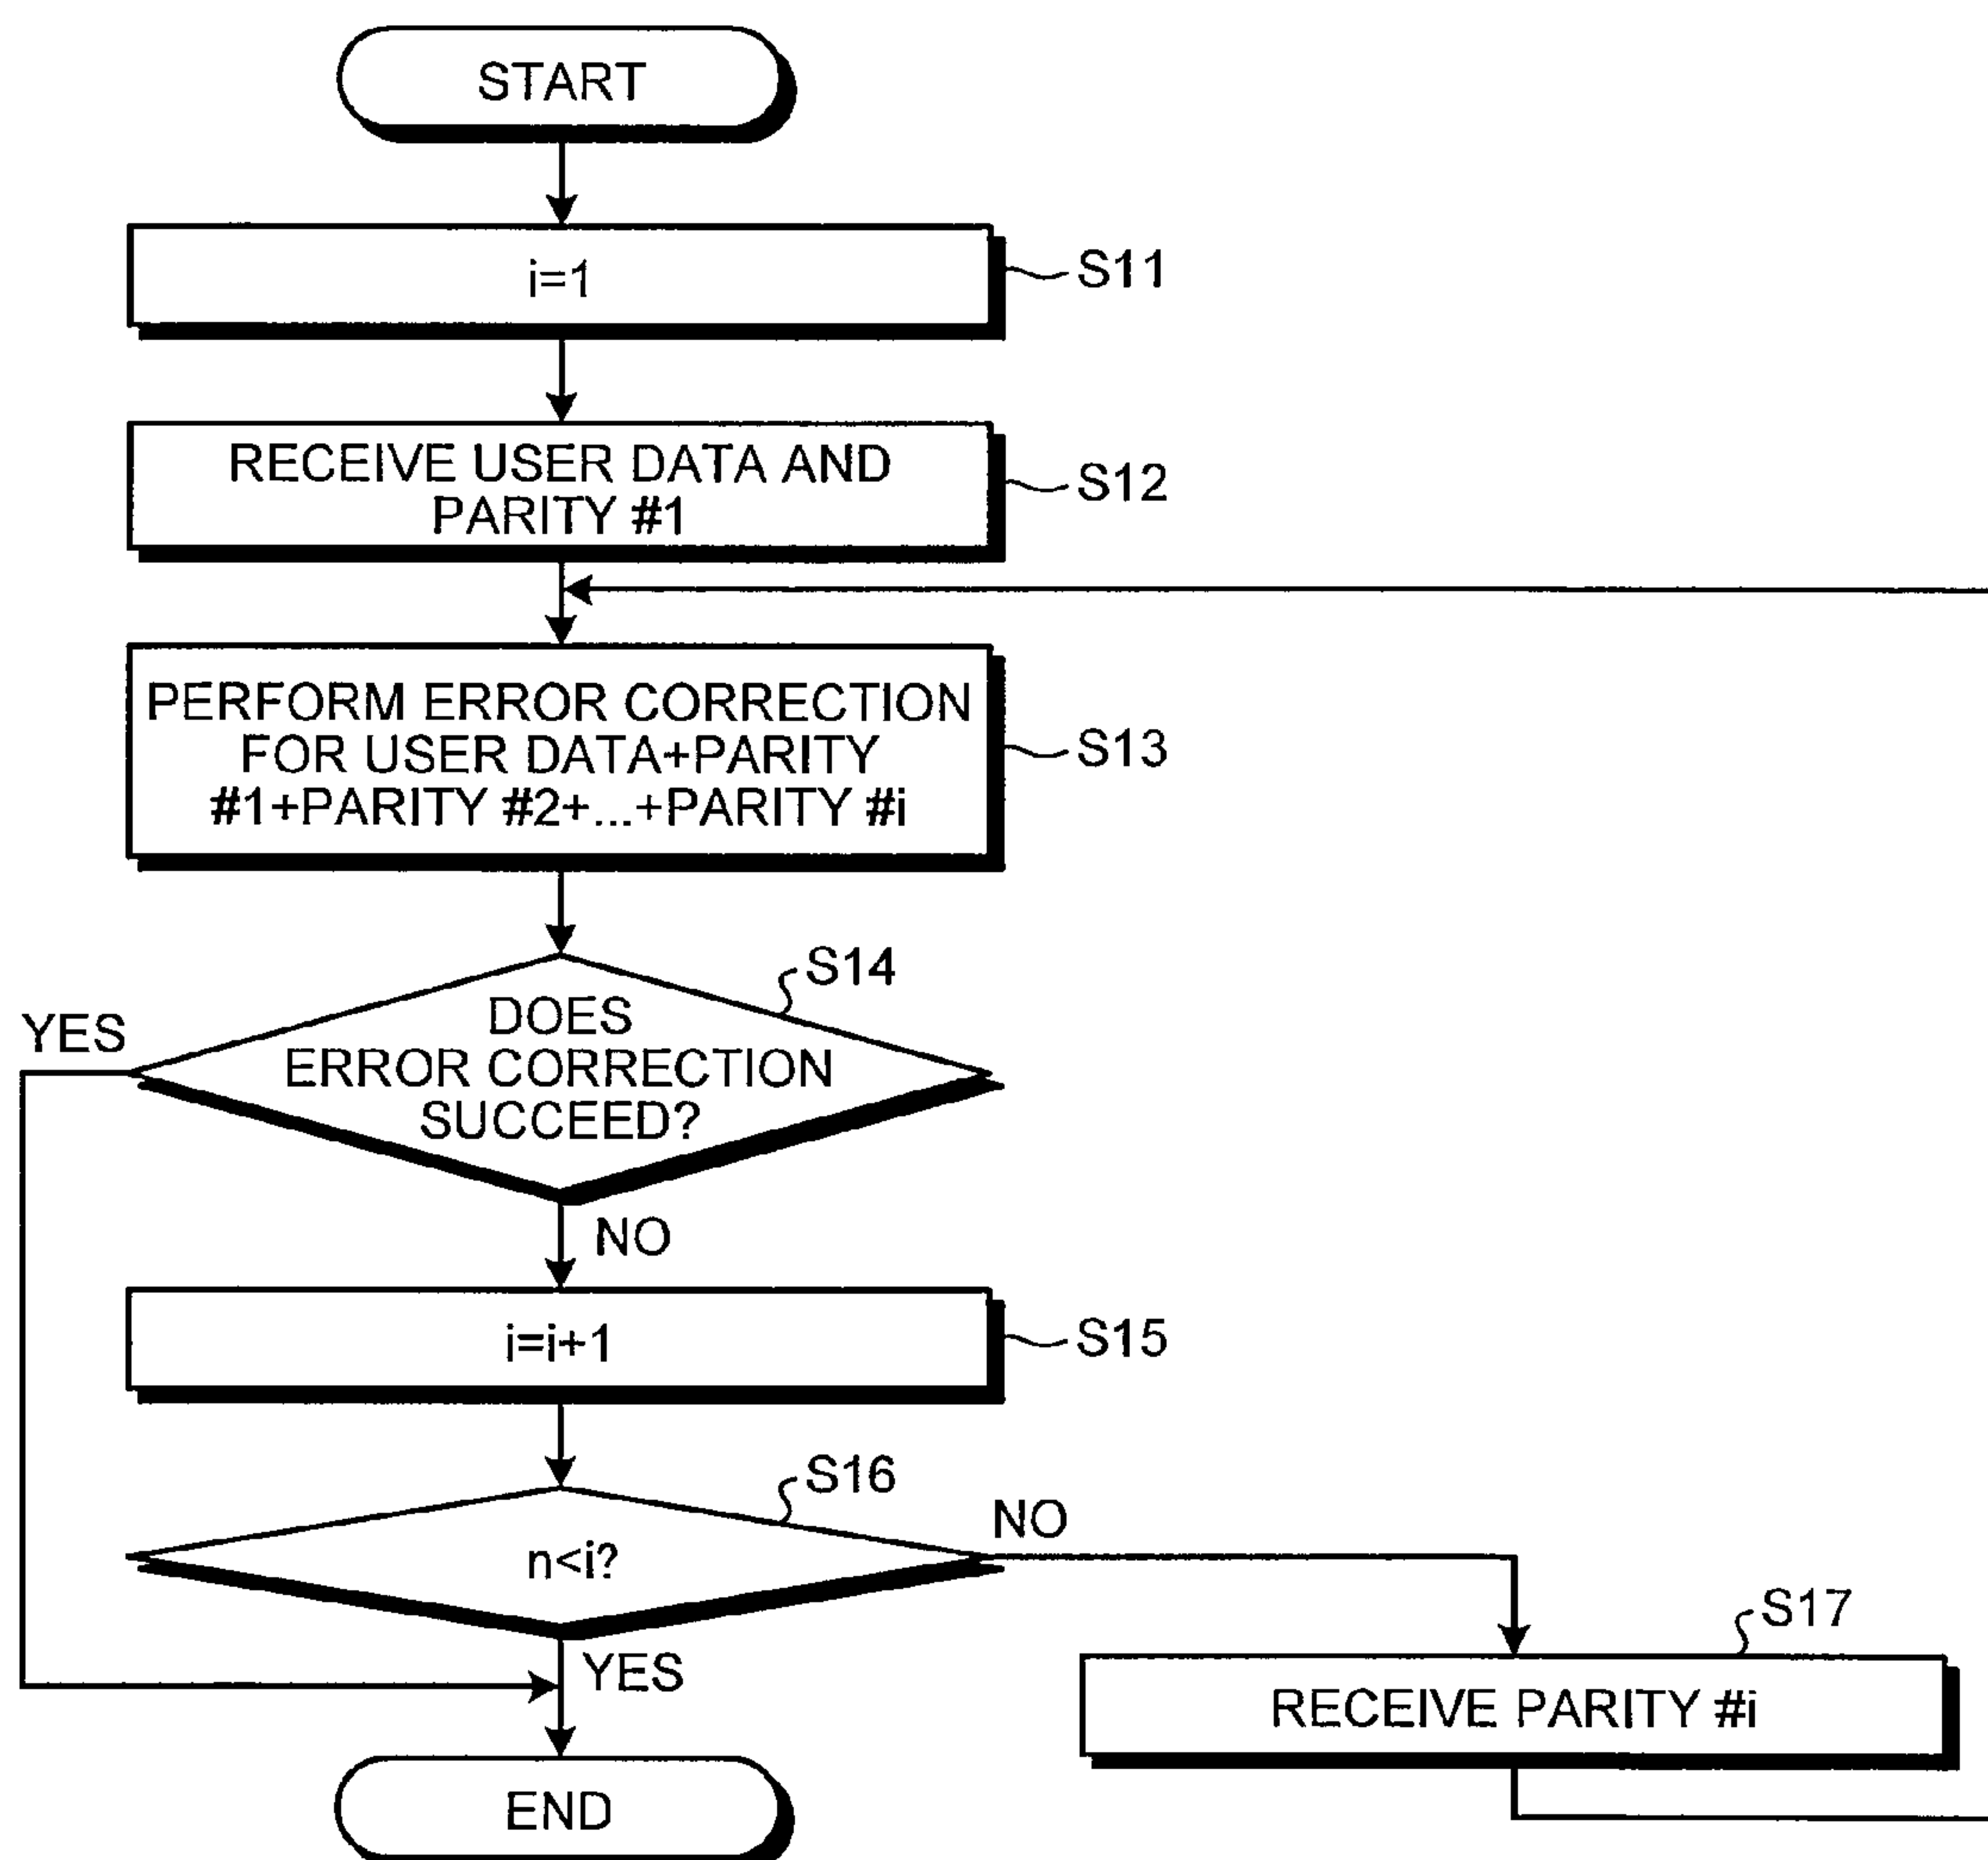 START
i=1
S11
RECEIVE USER DATA AND
PARITY #1
S12
PERFORM ERROR CORRECTION
FOR USER DATA+PARITY
#1+PARITY #2+...+PARITY #i
S13
S14
YES
DOES
ERROR CORRECTION
SUCCEED?
NO
i=i+1
S15
S16
NO
n<i?
S17
YES
RECEIVE PARITY #i
END